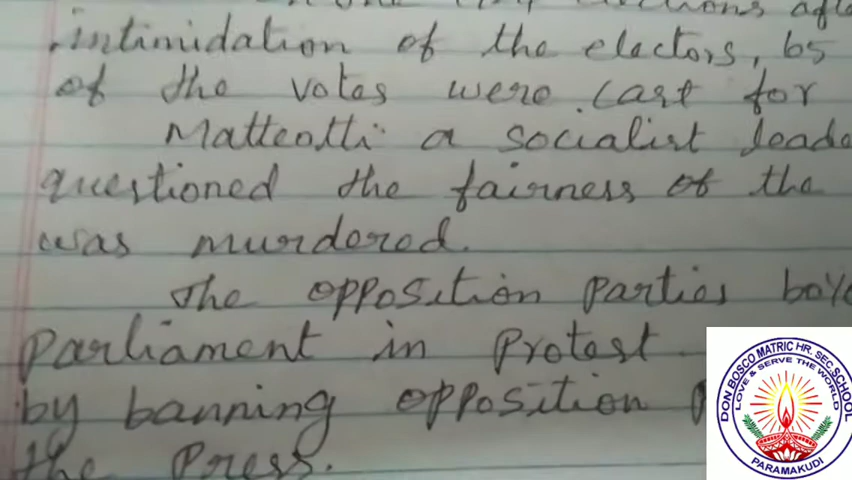 intimidation of the electors, 65
of the votes were cast for
Matteotti a socialist
questioned the fairness of the
was murdered.
The opposition parties
parliament in protest
by banning opposition
the press.
DON BOSCO MATRIC HR. SEC. SCHOOL
LOVE & SERVE THE WORLD
PARAMAKUDI